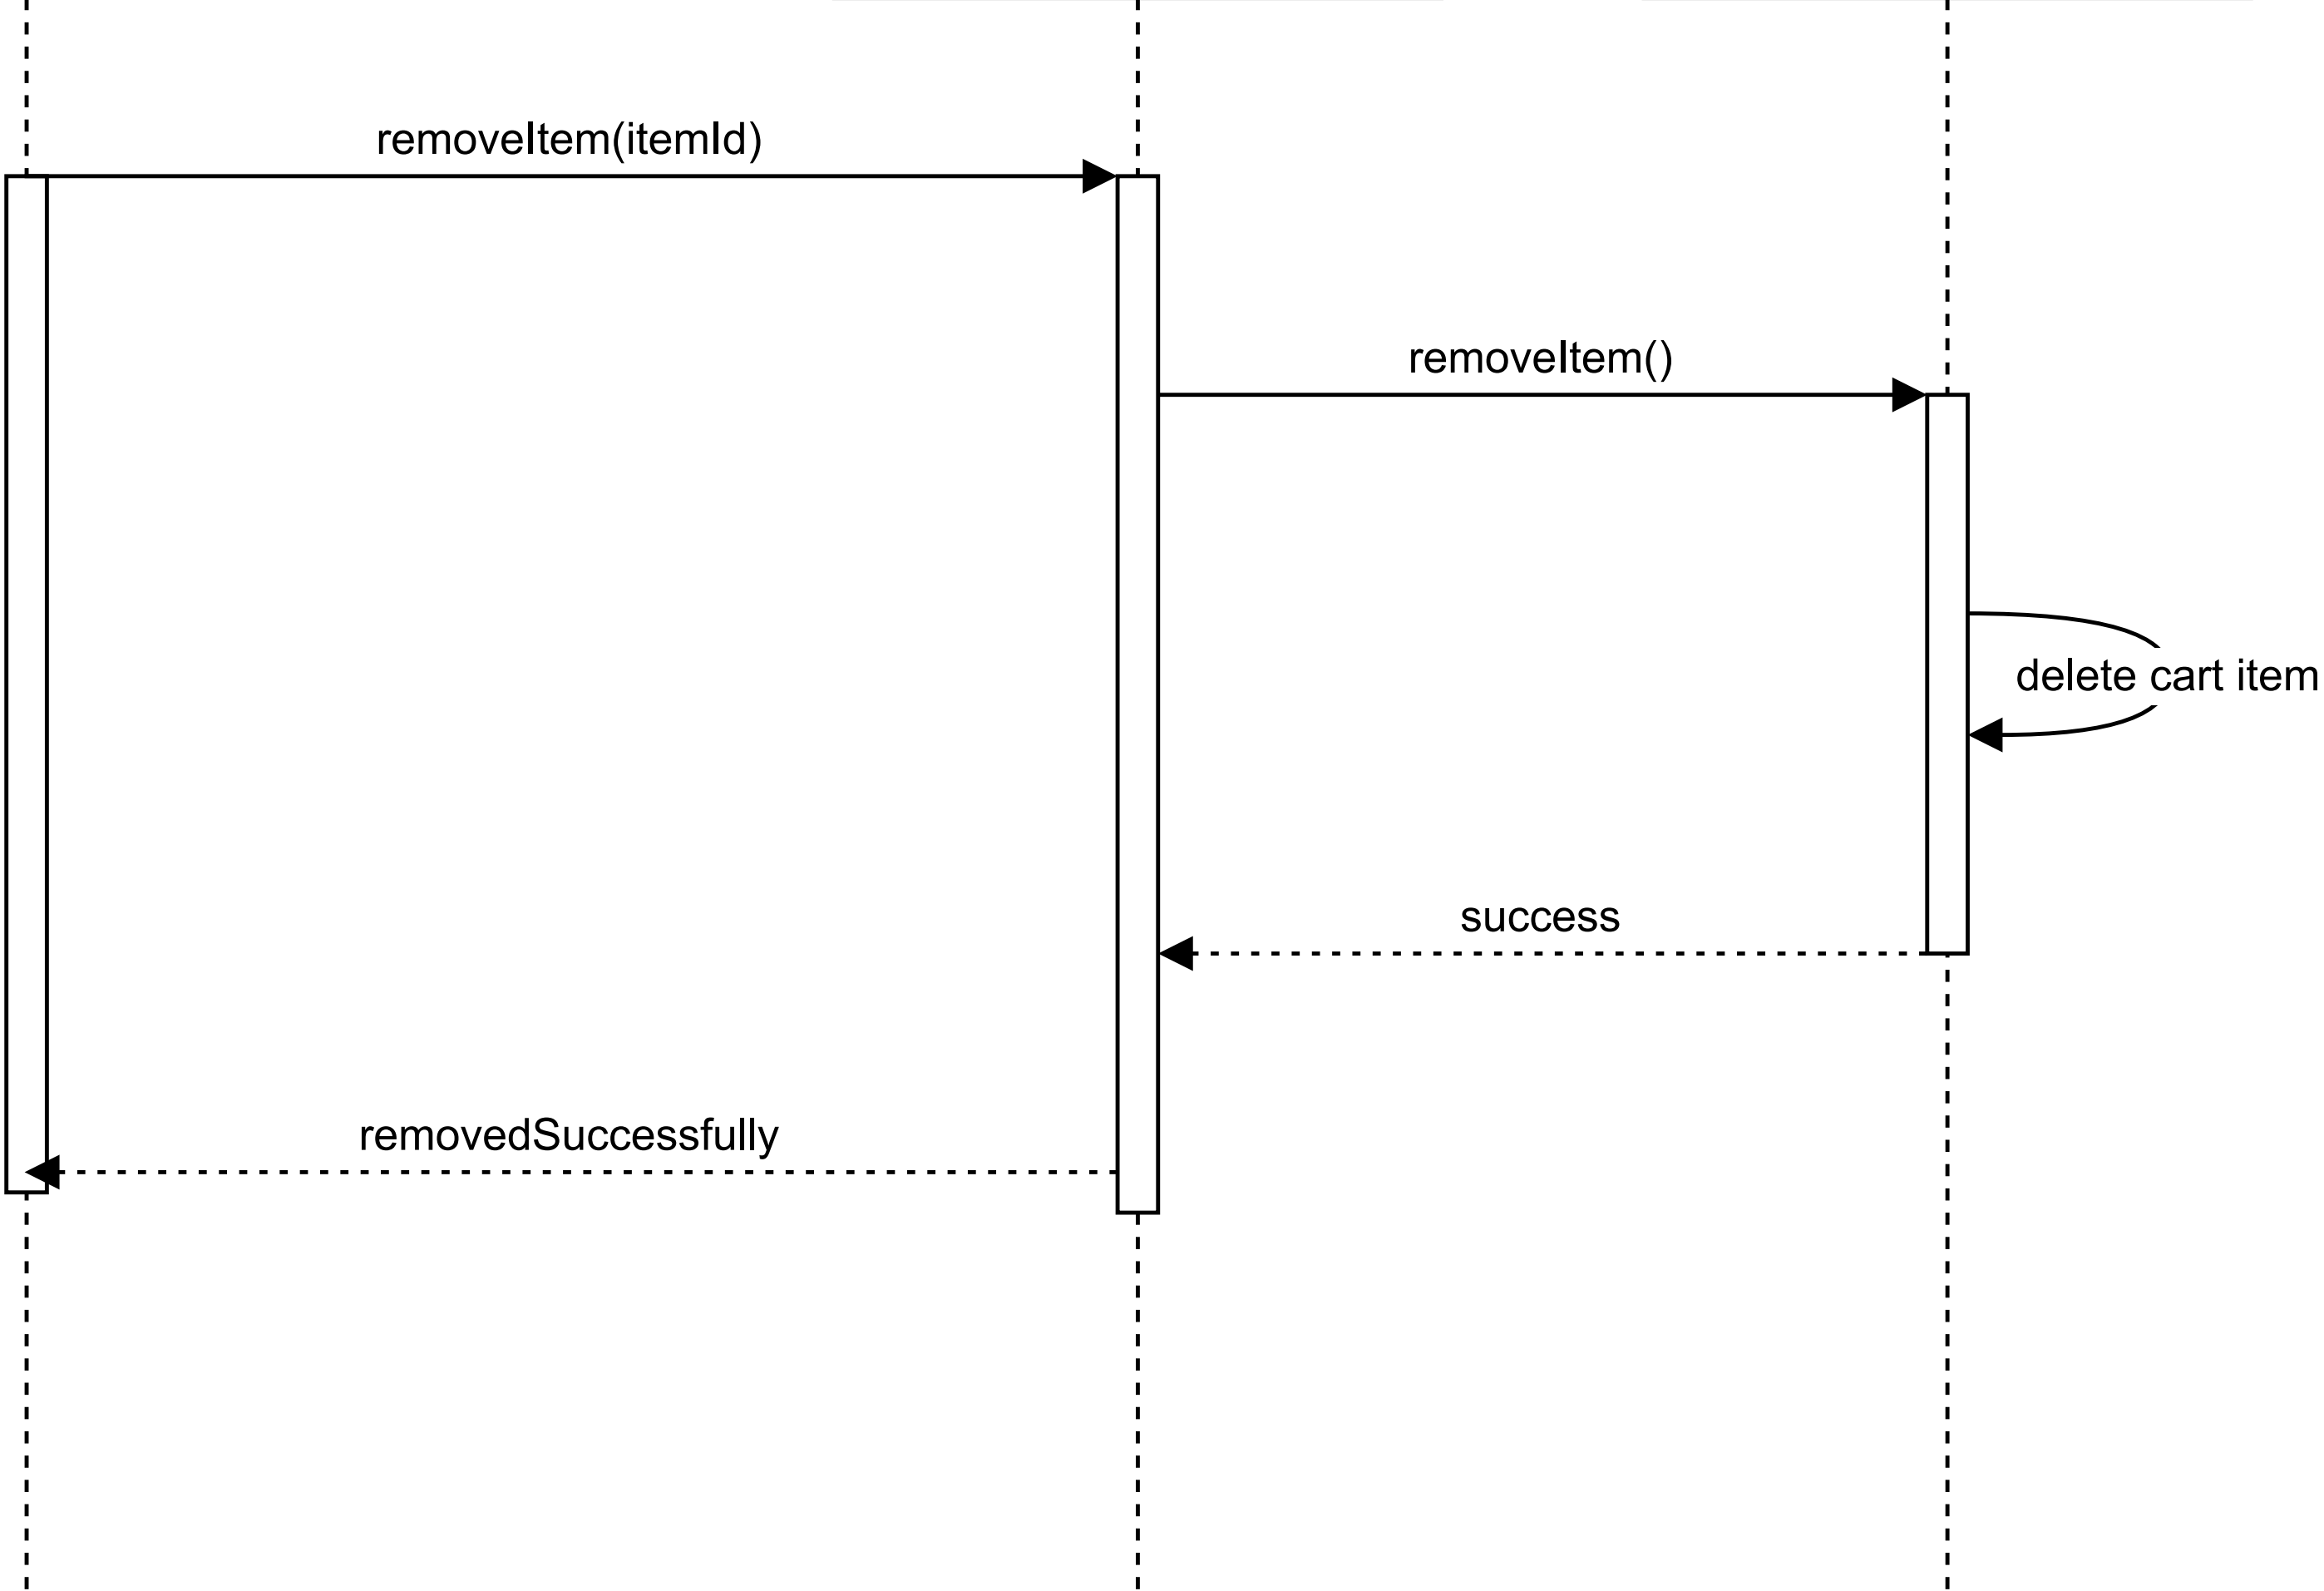 removeItem(itemId)
removeItem()
delete cart item
success
removedSuccessfully